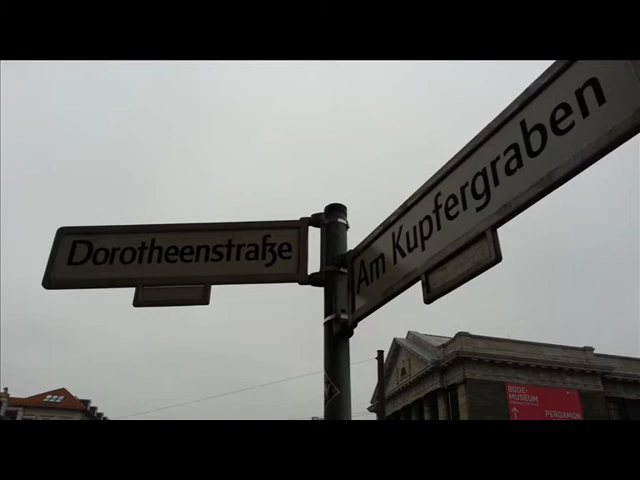 Dorotheenstraße
Am Kupfergraben
BODE-
MUSEUM
PERGAMON